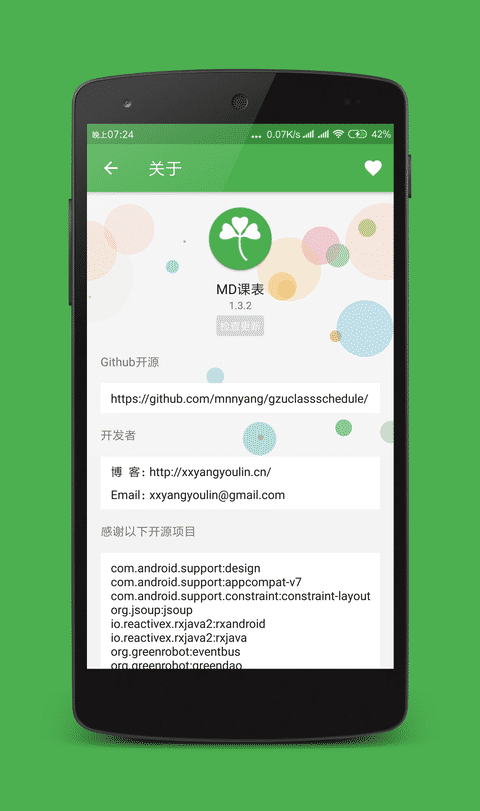 晚上07:24
... 0.07K/s 42%
关于
MD课表
1.3.2
检查更新
Github开源
https://github.com/mnnyang/gzuclassschedule/
开发者
博 客:http://xxyangyoulin.cn/
Email:xxyangyoulin@gmail.com
感谢以下开源项目
com.android.support:design
com.android.support:appcompat-v7
com.android.support.constraint:constraint-layout
org.jsoup:jsoup
io.reactivex.rxjava2:rxandroid
io.reactivex.rxjava2:rxjava
org.greenrobot:eventbus
org.greenrobot:greendao